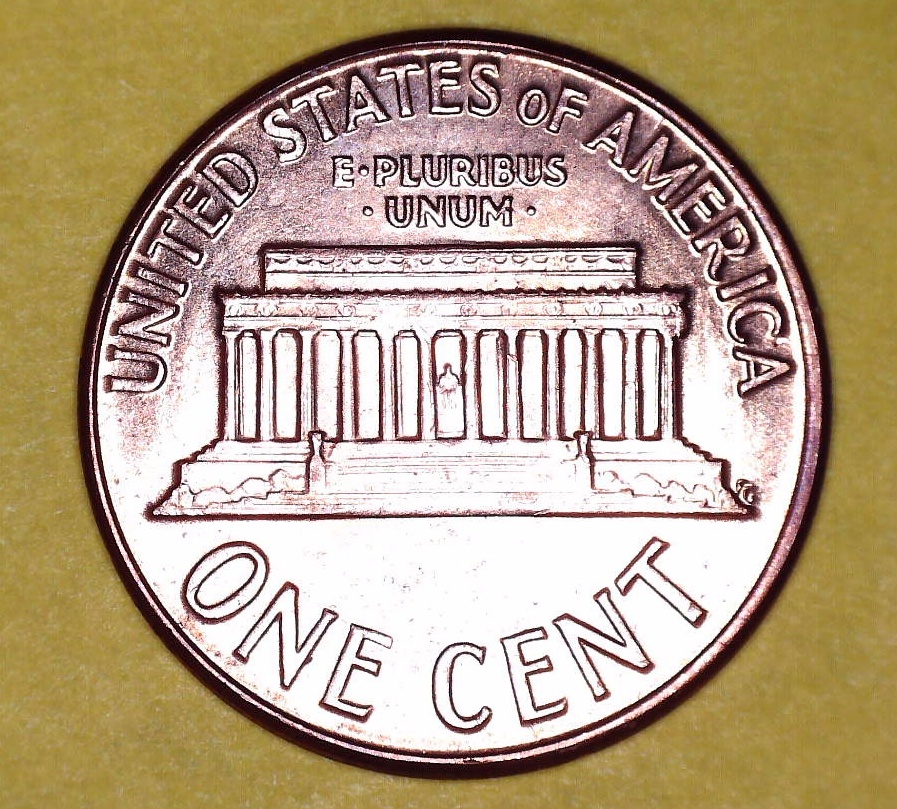 UNITED STATES OF AMERICA
E·PLURIBUS
·UNUM·
ONE CENT